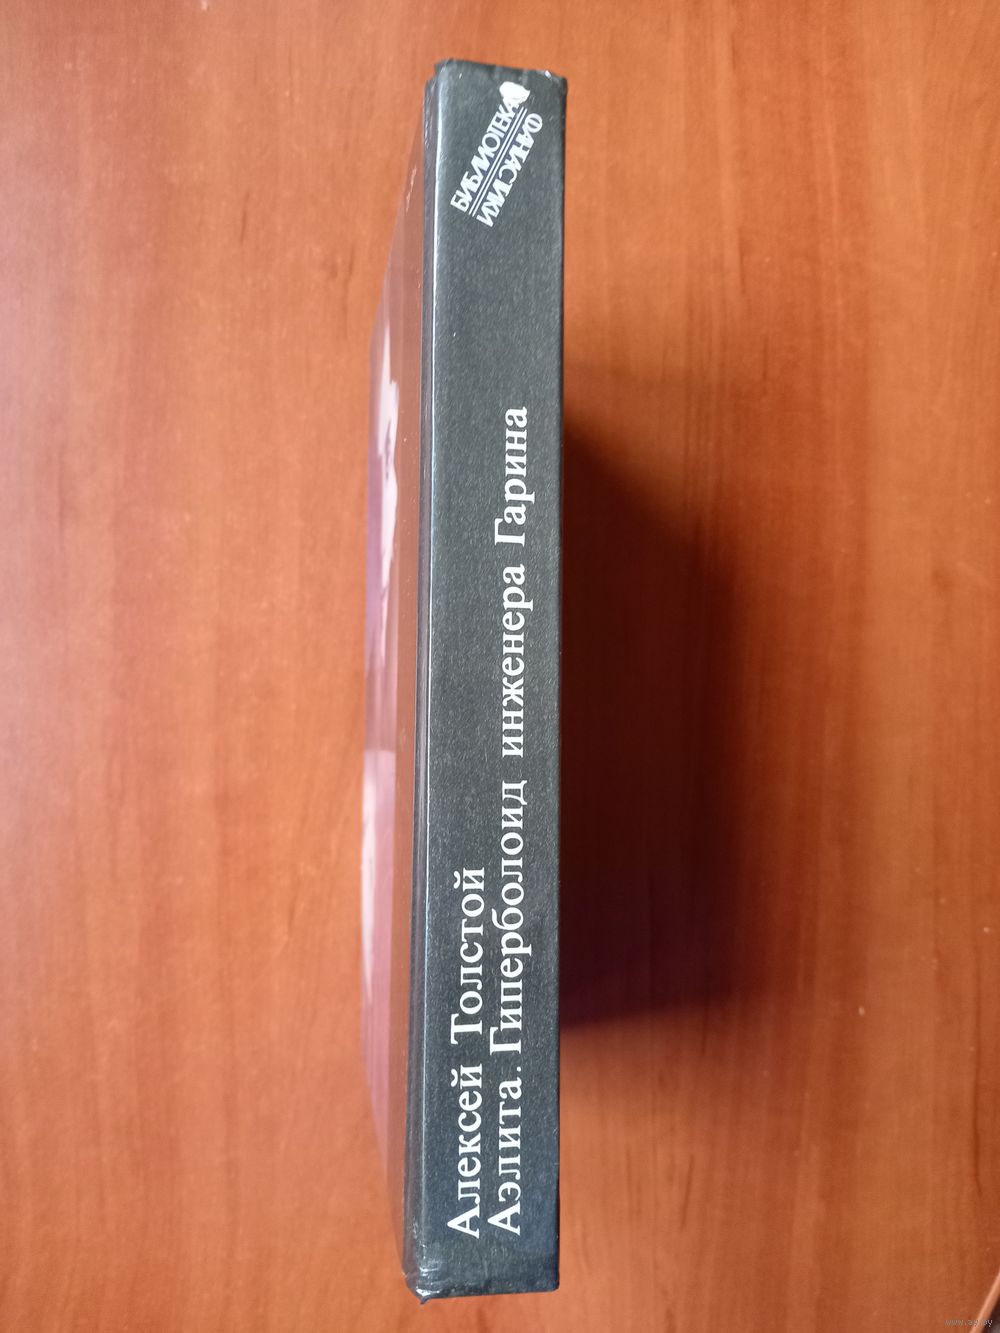 Алексей Толстой
Аэлита. Гиперболоид инженера Гарина
БИБЛИОТЕКА
ФАНТАСТИКИ